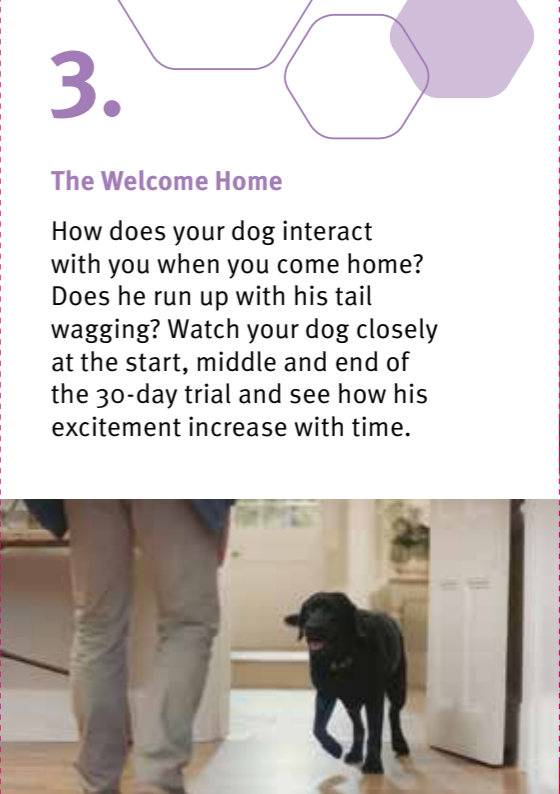 3.
The Welcome Home
How does your dog interact
with you when you come home?
Does he run up with his tail
wagging? Watch your dog closely
at the start, middle and end of
the 30-day trial and see how his
excitement increase with time.